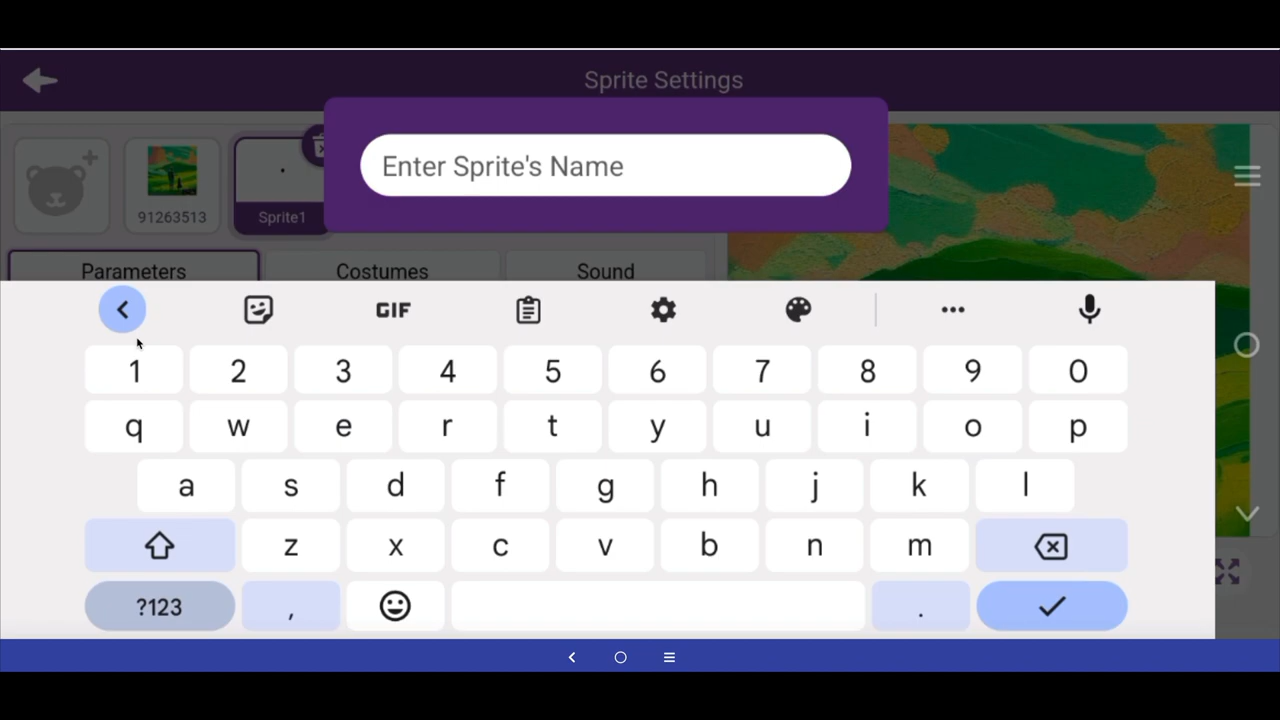 Sprite Settings
Enter Sprite's Name
91263513
Sprite1
Parameters
Costumes
Sound
GIF
1 2 3 4 5 6 7 8 9 0
q w e r t y u i o p
a s d f g h j k l
z x c v b n m
?123 , .